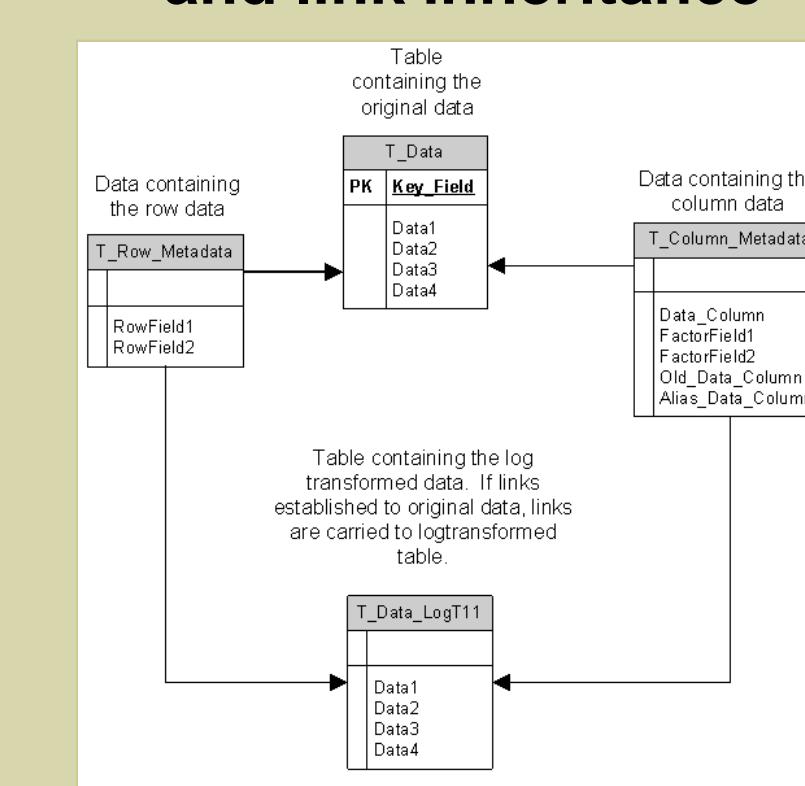 and link inheritance
Table
containing the
original data
T_Data
PK Key_Field
Data1
Data2
Data3
Data4
Data containing
the row data
T_Row_Metadata
RowField1
RowField2
Data containing th
column data
T_Column_Metadata
Data_Column
FactorField1
FactorField2
Old_Data_Column
Alias_Data_Colum
Table containing the log
transformed data. If links
established to original data, links
are carried to logtransformed
table.
T_Data_LogT11
Data1
Data2
Data3
Data4